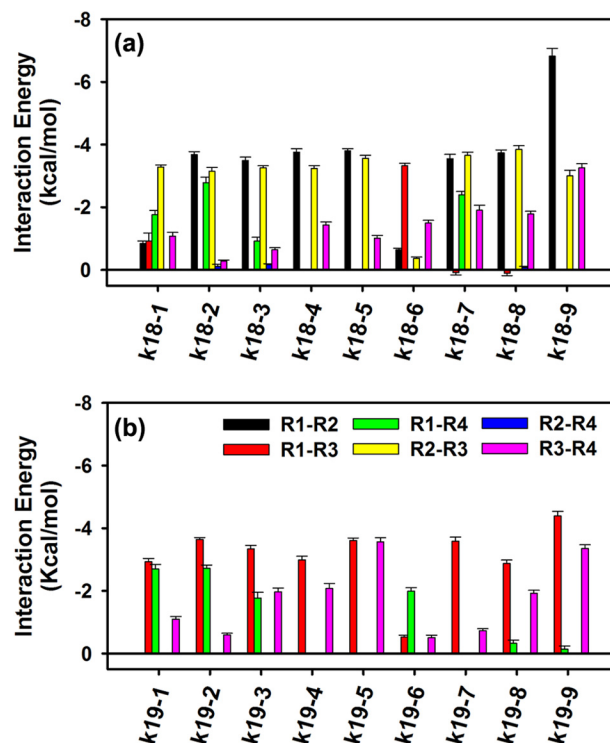 (a)
Interaction Energy
(kcal/mol)
-8
-6
-4
-2
0
k18-1 k18-2 k18-3 k18-4 k18-5 k18-6 k18-7 k18-8 k18-9
(b)
Interaction Energy
(Kcal/mol)
-8
-6
-4
-2
0
R1-R2 R1-R4 R2-R4
R1-R3 R2-R3 R3-R4
k19-1 k19-2 k19-3 k19-4 k19-5 k19-6 k19-7 k19-8 k19-9